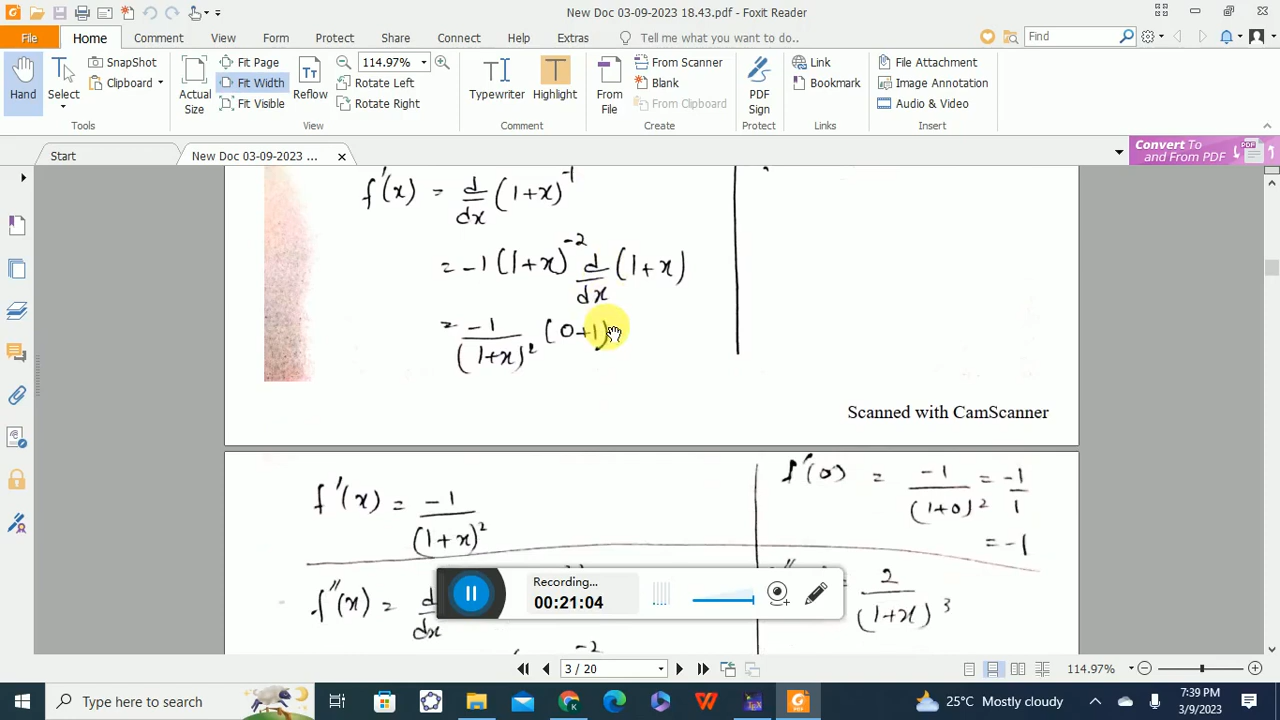 New Doc 03-09-2023 18.43.pdf - Foxit Reader
File Home Comment View Form Protect Share Connect Help Extras Tell me what you want to do.. Find
Hand Select SnapShot Clipboard
Actual Size Fit Page Fit Width Fit Visible Reflow 114.97% Rotate Left Rotate Right
Typewriter Highlight
From File From Scanner Blank From Clipboard
PDF Sign
Link Bookmark
File Attachment Image Annotation Audio & Video
Tools View Comment Create Protect Links Insert
Start New Doc 03-09-2023 ... Convert To and From PDF PDF
f'(x) = d/dx (1+x)^-1
= -1 (1+x)^-2 d/dx (1+x)
= -1/(1+x)^2 (0+1)
Scanned with CamScanner
f'(x) = -1/(1+x)^2
f'(0) = -1/(1+0)^2 = -1/1
= -1
f''(x) = d/dx
= 2/(1+x)^3
-2
Recording...
00:21:04
3 / 20 114.97%
Type here to search 25°C Mostly cloudy 7:39 PM
3/9/2023